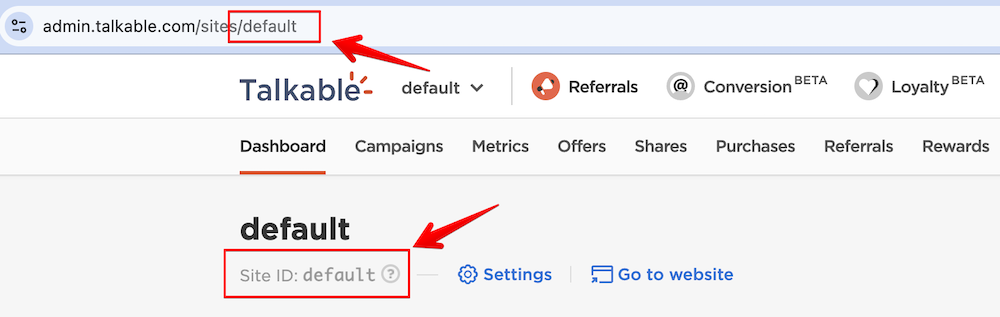 admin.talkable.com/sites/default
Talkable default Referrals Conversion BETA Loyalty BETA
Dashboard Campaigns Metrics Offers Shares Purchases Referrals Rewards
default
Site ID: default ? Settings Go to website